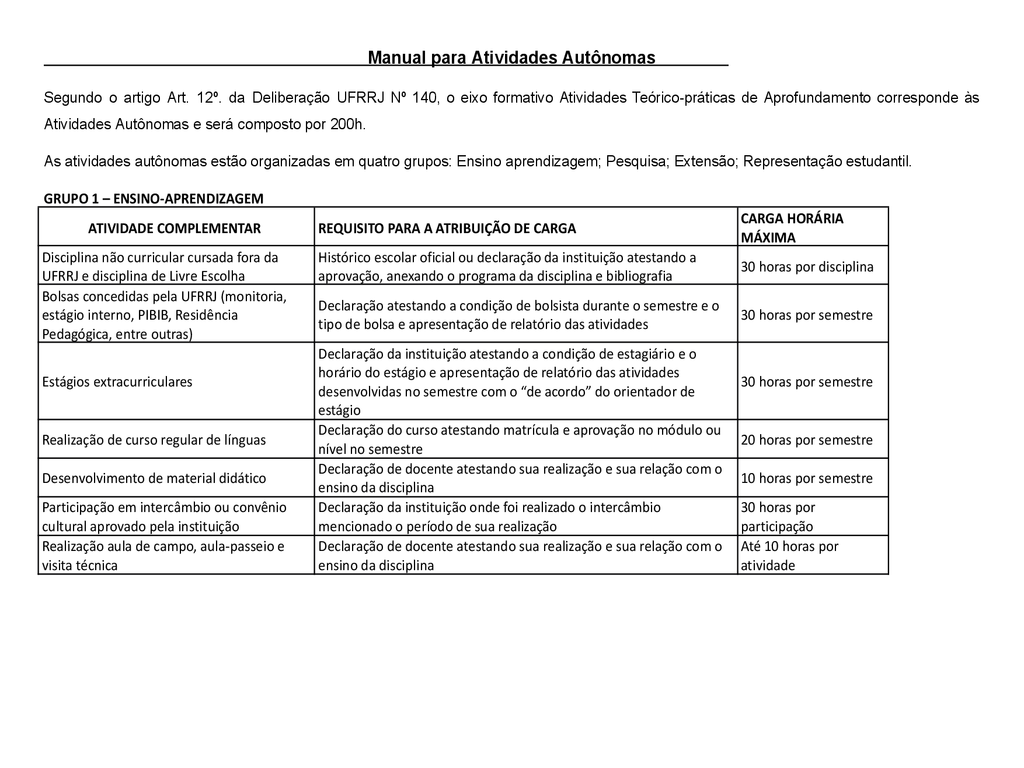 Manual para Atividades Autônomas
Segundo o artigo Art. 12º. da Deliberação UFRRJ Nº 140, o eixo formativo Atividades Teórico-práticas de Aprofundamento corresponde às
Atividades Autônomas e será composto por 200h.
As atividades autônomas estão organizadas em quatro grupos: Ensino aprendizagem; Pesquisa; Extensão; Representação estudantil.
GRUPO 1 – ENSINO-APRENDIZAGEM
ATIVIDADE COMPLEMENTAR
REQUISITO PARA A ATRIBUIÇÃO DE CARGA
CARGA HORÁRIA
MÁXIMA
Disciplina não curricular cursada fora da
UFRRJ e disciplina de Livre Escolha
Histórico escolar oficial ou declaração da instituição atestando a
aprovação, anexando o programa da disciplina e bibliografia
30 horas por disciplina
Bolsas concedidas pela UFRRJ (monitoria,
estágio interno, PIBIB, Residência
Pedagógica, entre outras)
Declaração atestando a condição de bolsista durante o semestre e o
tipo de bolsa e apresentação de relatório das atividades
30 horas por semestre
Estágios extracurriculares
Declaração da instituição atestando a condição de estagiário e o
horário do estágio e apresentação de relatório das atividades
desenvolvidas no semestre com o “de acordo” do orientador de
estágio
30 horas por semestre
Realização de curso regular de línguas
Declaração do curso atestando matrícula e aprovação no módulo ou
nível no semestre
20 horas por semestre
Desenvolvimento de material didático
Declaração de docente atestando sua realização e sua relação com o
ensino da disciplina
10 horas por semestre
Participação em intercâmbio ou convênio
cultural aprovado pela instituição
Declaração da instituição onde foi realizado o intercâmbio
mencionado o período de sua realização
30 horas por
participação
Realização aula de campo, aula-passeio e
visita técnica
Declaração de docente atestando sua realização e sua relação com o
ensino da disciplina
Até 10 horas por
atividade